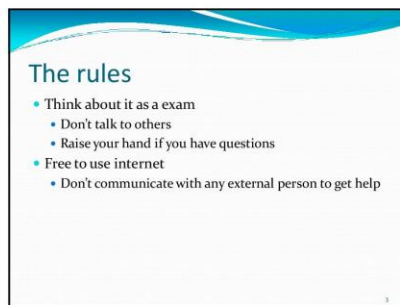 The rules
• Think about it as a exam
• Don't talk to others
• Raise your hand if you have questions
• Free to use internet
• Don't communicate with any external person to get help
3